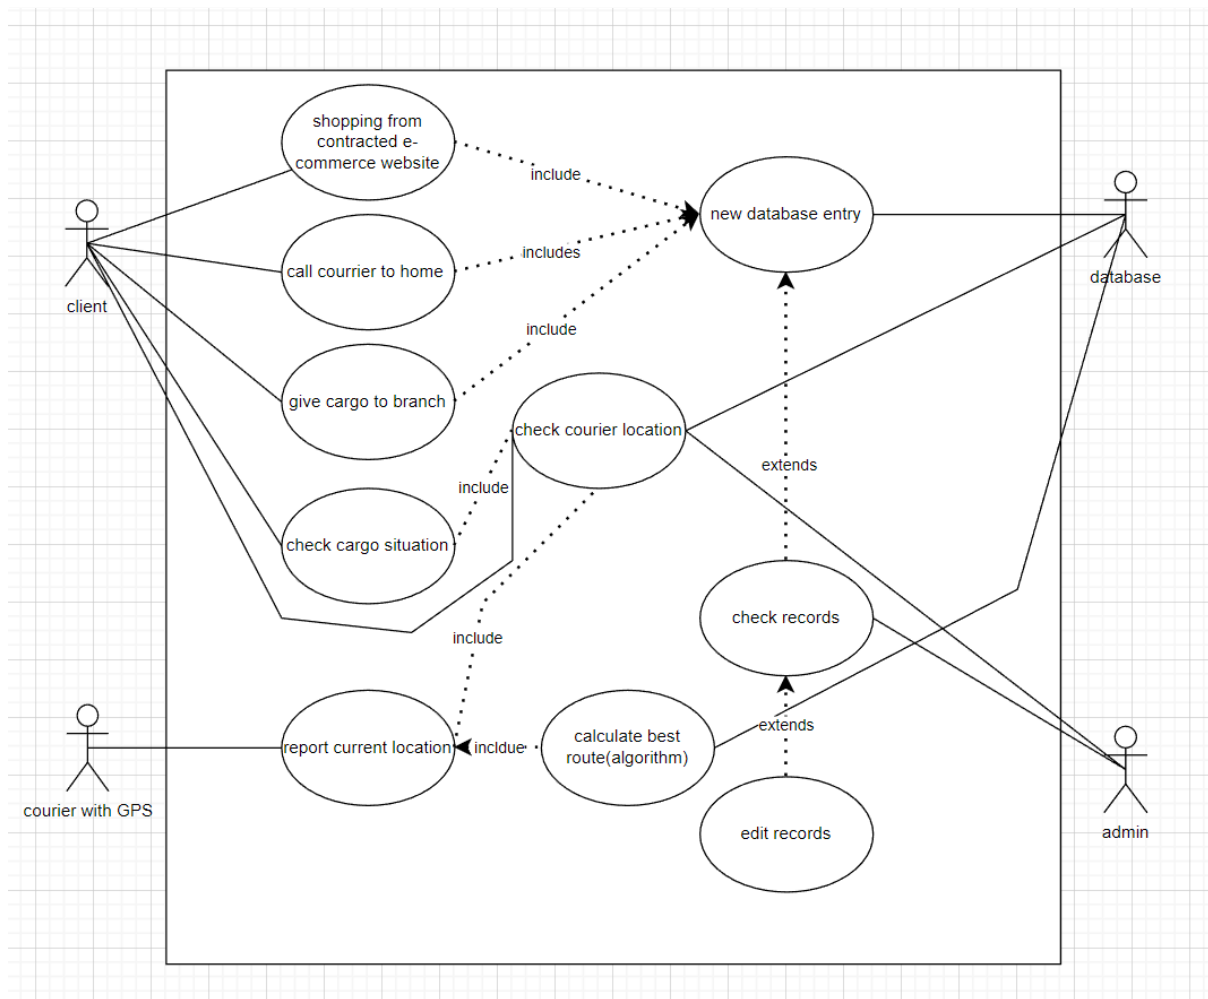 shopping from
contracted e-
commerce website
include
new database entry
includes
call courrier to home
database
client
include
give cargo to branch
check courier location
extends
include
check cargo situation
check records
include
extends
calculate best
route(algorithm)
report current location
incldue
courier with GPS
edit records
admin